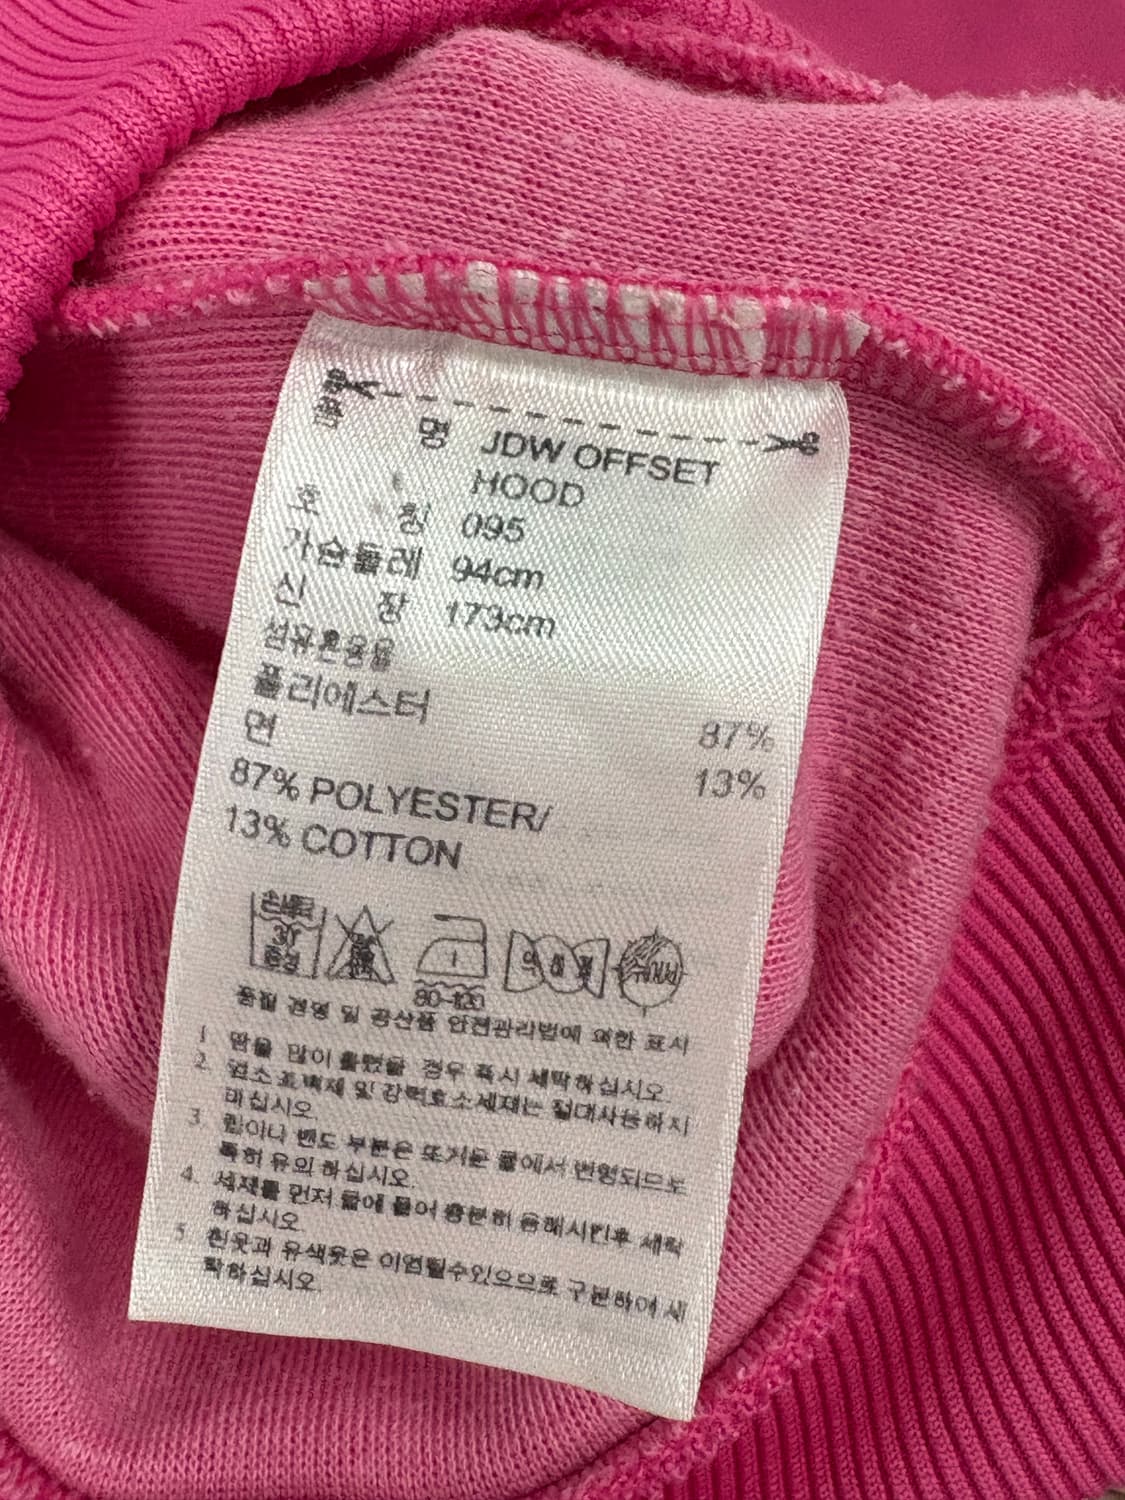 품 명 JDW OFFSET
HOOD
호 칭 095
가슴둘레 94cm
신 장 173cm
섬유혼용율
폴리에스터 87%
면 13%
87% POLYESTER/
13% COTTON
손세탁
30
중성
80-120
품질 경영 및 공산품 안전관리법에 의한 표시
1 땀을 많이 흘렸을 경우 즉시 세탁하십시오.
2. 염소표백제 및 강력효소세제는 절대사용하지
마십시오.
3. 립이나 밴드 부분은 뜨거운 물에서 변형되므로
특히 유의 하십시오.
4. 세제를 먼저 물에 풀어 충분히 용해시킨후 세탁
하십시오.
5 흰옷과 유색옷은 이염될수있으므로 구분하여 세
탁하십시오.